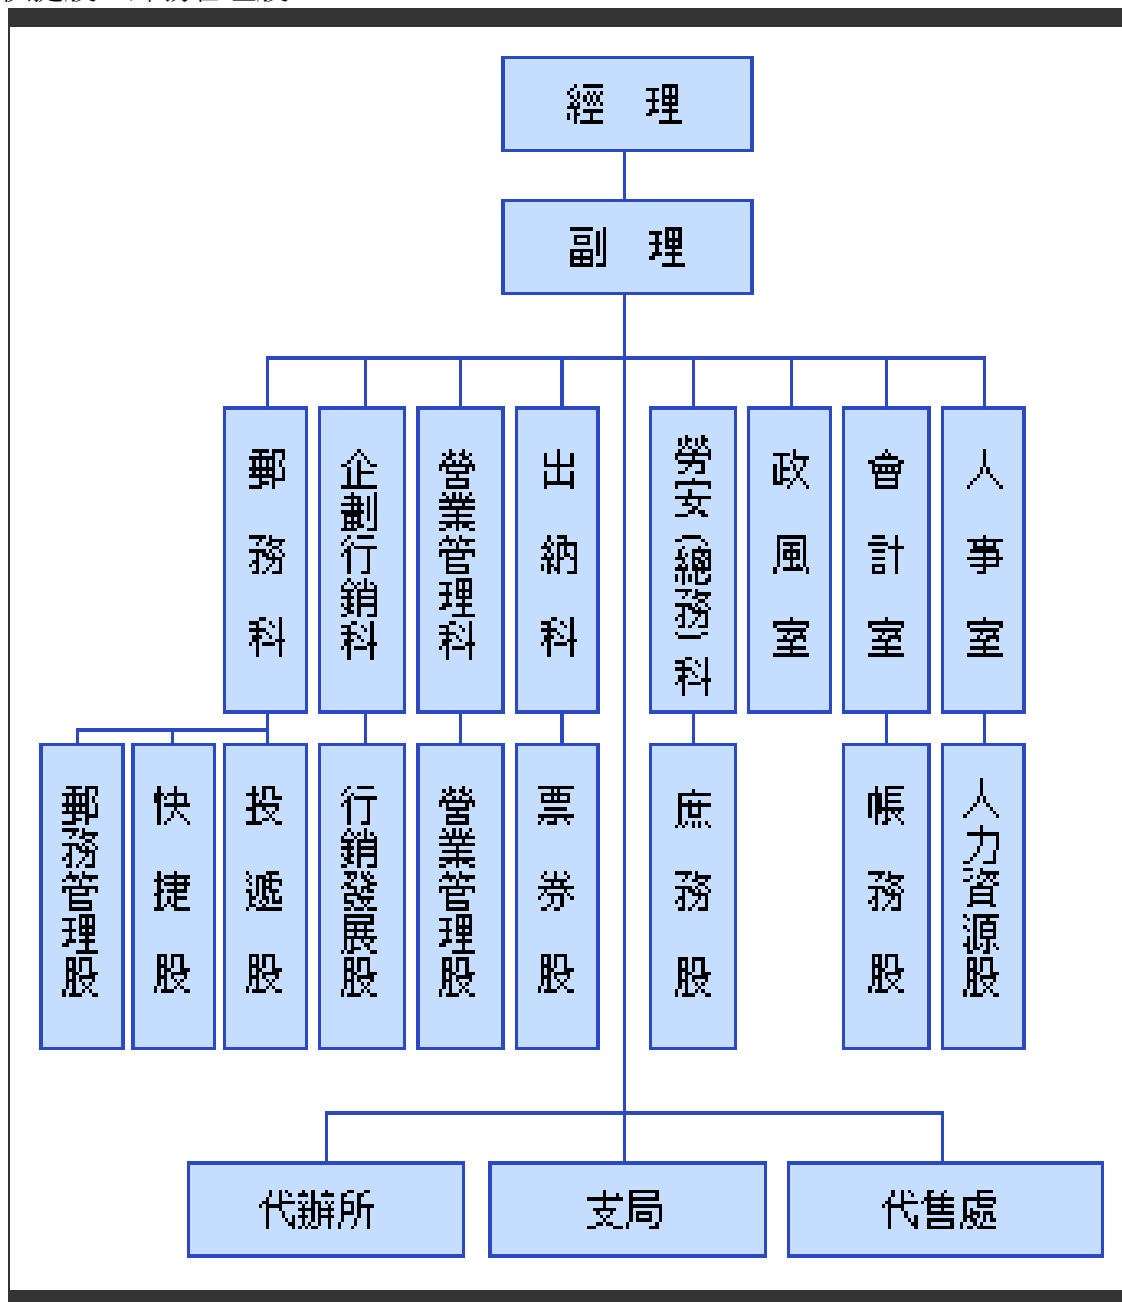 經 理
副 理
郵務科
企劃行銷科
營業管理科
出納科
勞安(總務)科
政風室
會計室
人事室
郵務管理股
快捷股
投遞股
行銷發展股
營業管理股
票券股
庶務股
帳務股
人力資源股
代辦所
支局
代售處